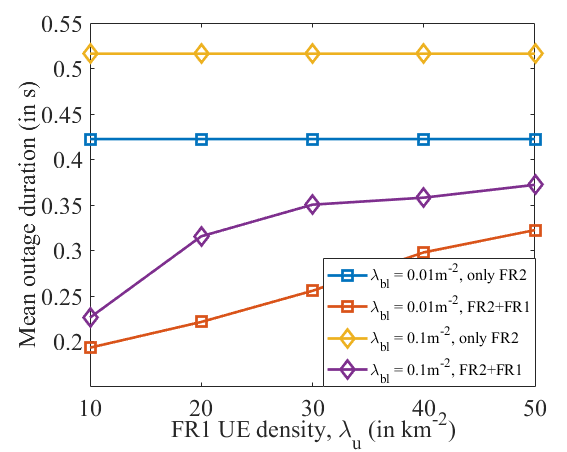 0.55
0.5
0.45
0.4
0.35
0.3
0.25
0.2
Mean outage duration (in s)
λbl = 0.01m-2, only FR2
λbl = 0.01m-2, FR2+FR1
λbl = 0.1m-2, only FR2
λbl = 0.1m-2, FR2+FR1
10 20 30 40 50
FR1 UE density, λu (in km-2)